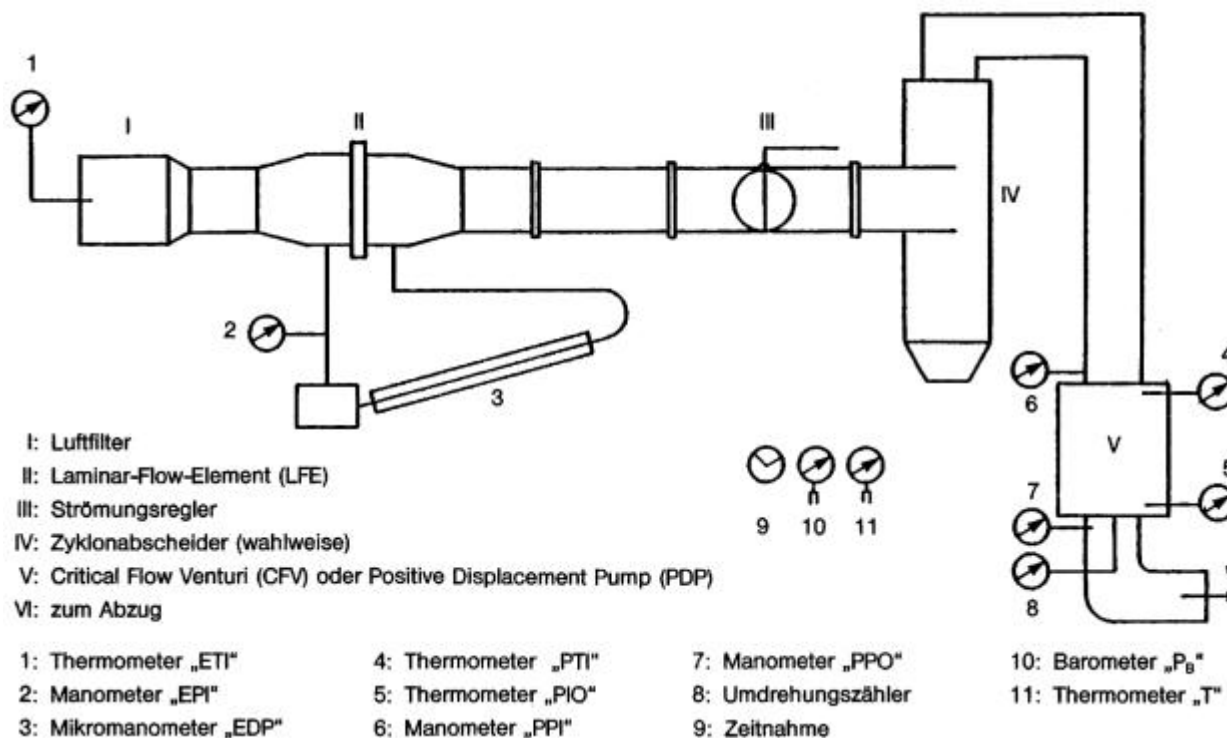 1
I
II
III
IV
2
3
4
6
V
5
7
8
9 10 11
I: Luftfilter
II: Laminar-Flow-Element (LFE)
III: Strömungsregler
IV: Zyklonabscheider (wahlweise)
V: Critical Flow Venturi (CFV) oder Positive Displacement Pump (PDP)
VI: zum Abzug
1: Thermometer „ETI“ 4: Thermometer „PTI“ 7: Manometer „PPO“ 10: Barometer „P_B“
2: Manometer „EPI“ 5: Thermometer „PIO“ 8: Umdrehungszähler 11: Thermometer „T“
3: Mikromanometer „EDP“ 6: Manometer „PPI“ 9: Zeitnahme